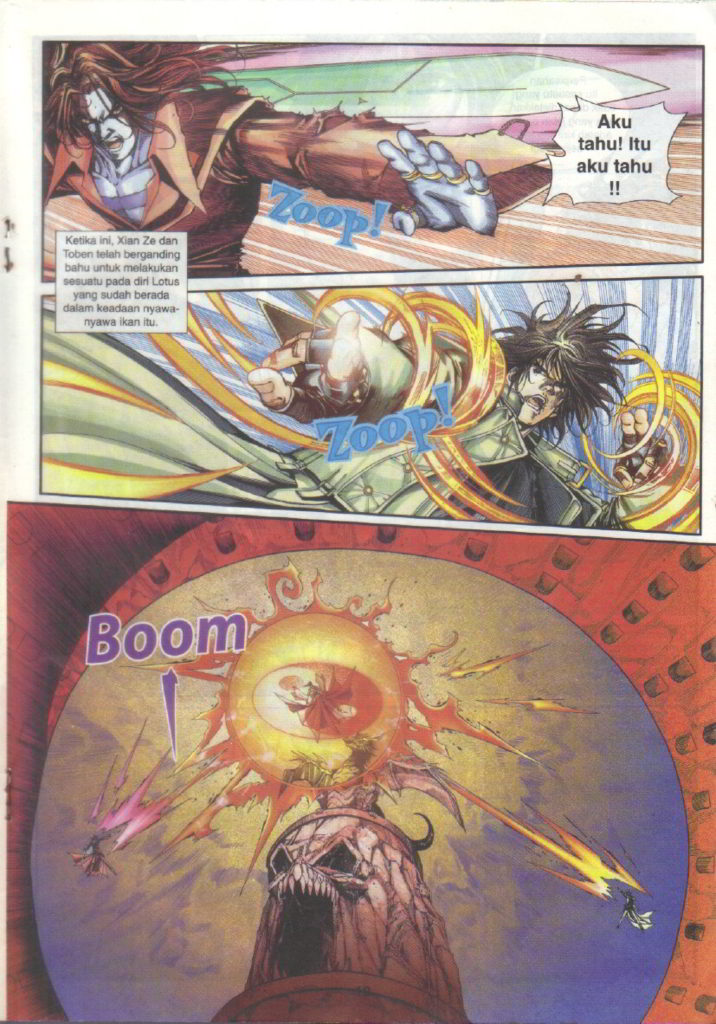 Aku
tahu! Itu
aku tahu
!!
Zoop!
Ketika ini, Xian Ze dan
Toben telah berganding
bahu untuk melakukan
sesuatu pada diri Lotus
yang sudah berada
dalam keadaan nyawa-
nyawa ikan itu.
Zoop!
Boom